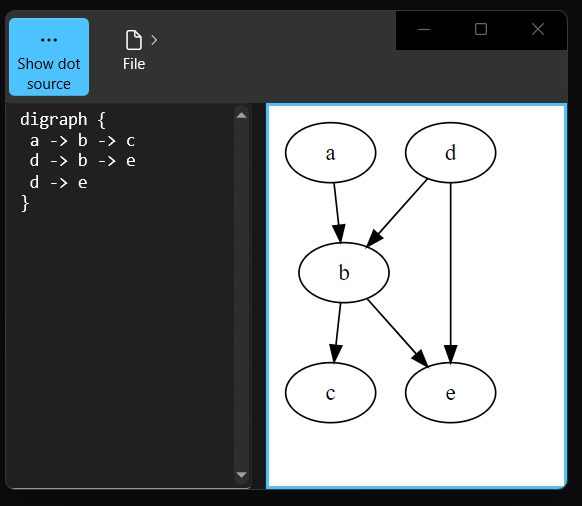 ...
Show dot
source
File
digraph {
a -> b -> c
d -> b -> e
d -> e
}
a
d
b
c
e